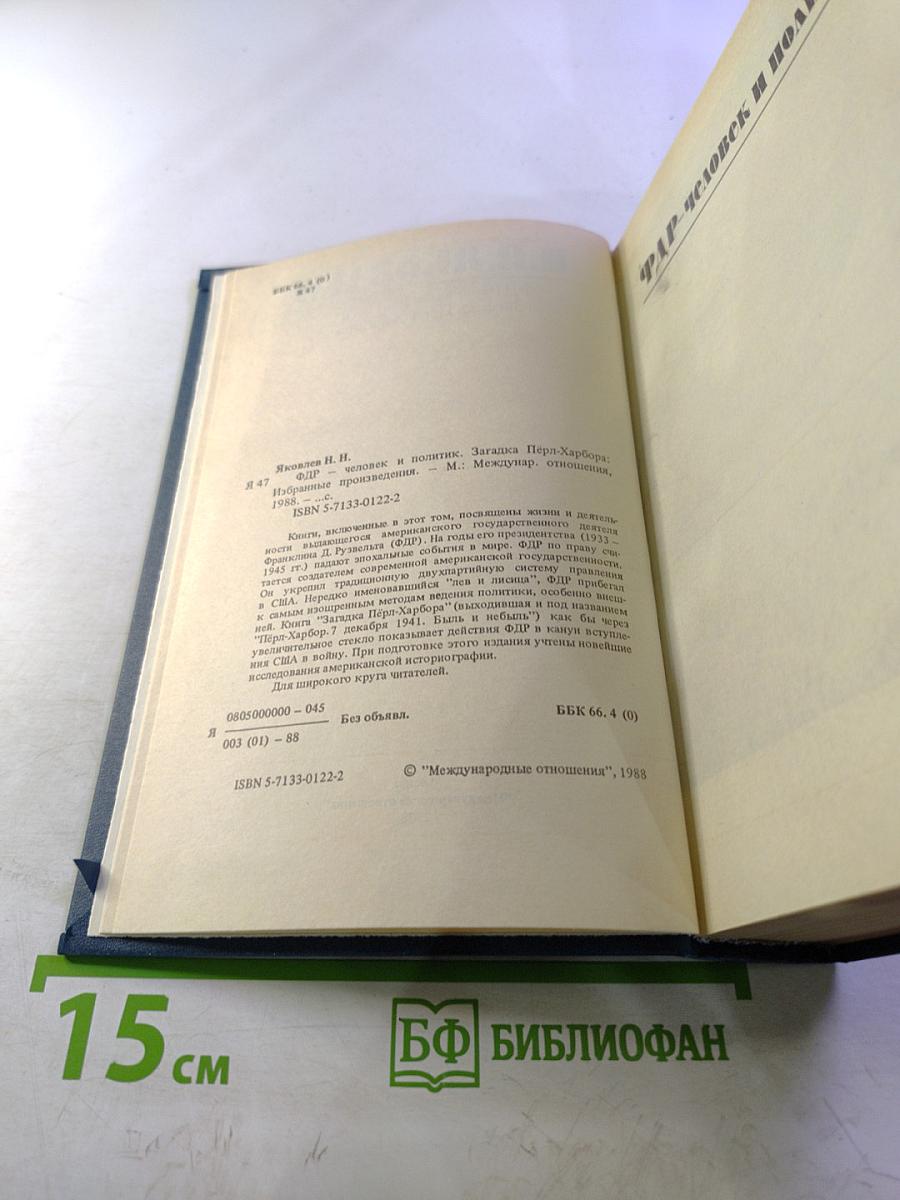 ББК 66. 4 (0)
Я 47
Яковлев Н. Н.
Я 47 ФДР — человек и политик. Загадка Пёрл-Харбора:
Избранные произведения. — М.: Междунар. отношения,
1988. — ...с.
ISBN 5-7133-0122-2
Книги, включенные в этот том, посвящены жизни и деятель-
ности выдающегося американского государственного деятеля
Франклина Д. Рузвельта (ФДР). На годы его президентства (1933 —
1945 гг.) падают эпохальные события в мире. ФДР по праву счи-
тается создателем современной американской государственности.
Он укрепил традиционную двухпартийную систему правления
в США. Нередко именовавшийся "лев и лисица", ФДР прибегал
к самым изощренным методам ведения политики, особенно внеш-
ней. Книга "Загадка Пёрл-Харбора" (выходившая и под названием
"Пёрл-Харбор. 7 декабря 1941. Быль и небыль") как бы через
увеличительное стекло показывает действия ФДР в канун вступле-
ния США в войну. При подготовке этого издания учтены новейшие
исследования американской историографии.
Для широкого круга читателей.
Я 0805000000 — 045
003 (01) — 88
Без объявл.
ББК 66. 4 (0)
ISBN 5-7133-0122-2
© "Международные отношения", 1988
ФДР-человек и
15 см
БФ БИБЛИОФАН